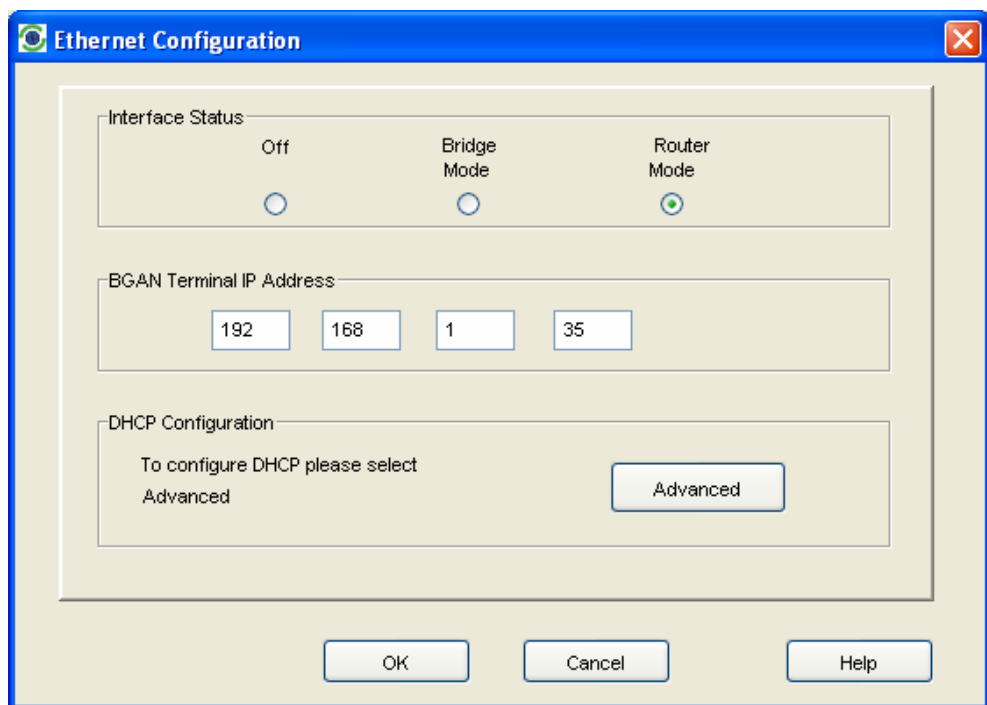 Ethernet Configuration
Interface Status
Off
Bridge
Mode
Router
Mode
BGAN Terminal IP Address
192 168 1 35
DHCP Configuration
To configure DHCP please select
Advanced
Advanced
OK Cancel Help